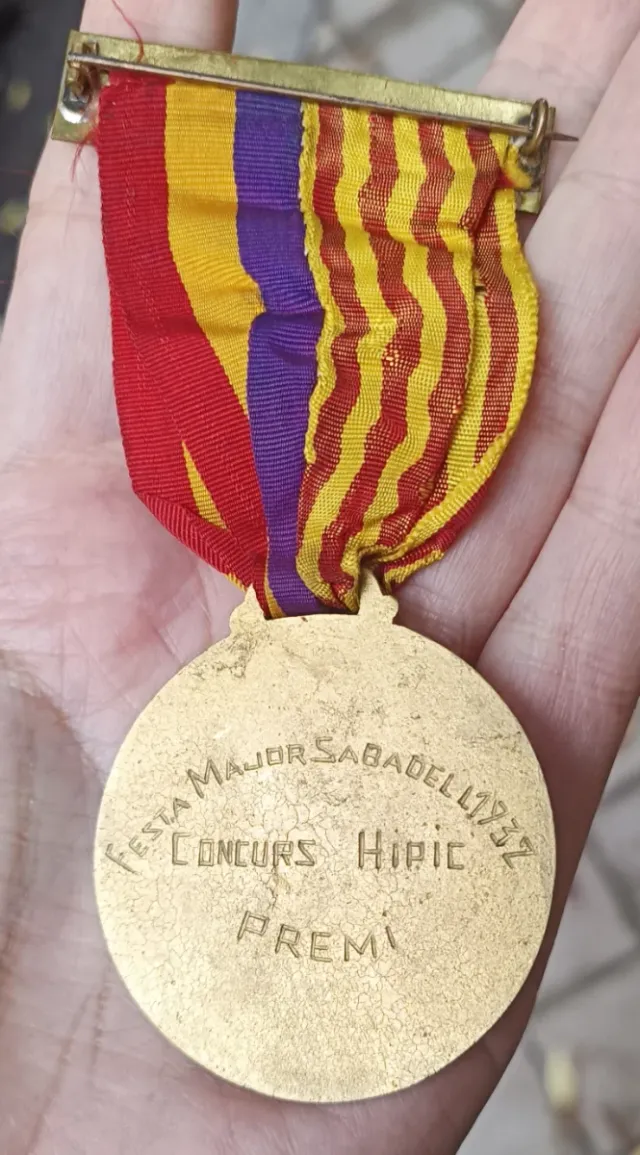 FESTA MAJOR SABADELL 1932
CONCURS HIPIC
PREMI